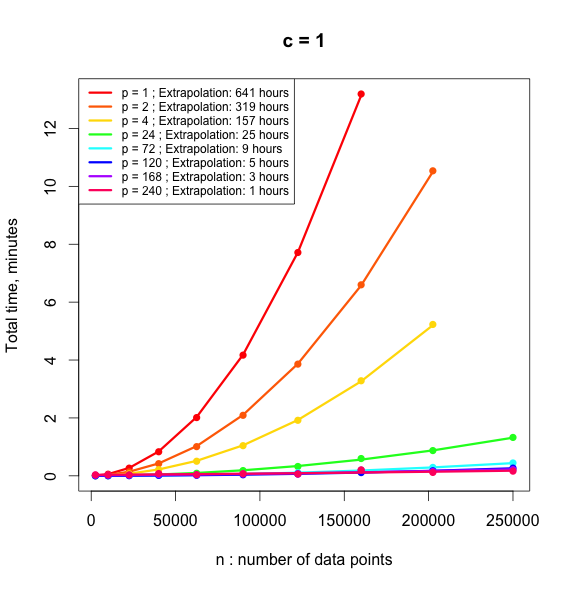 c = 1
p = 1 ; Extrapolation: 641 hours
p = 2 ; Extrapolation: 319 hours
p = 4 ; Extrapolation: 157 hours
p = 24 ; Extrapolation: 25 hours
p = 72 ; Extrapolation: 9 hours
p = 120 ; Extrapolation: 5 hours
p = 168 ; Extrapolation: 3 hours
p = 240 ; Extrapolation: 1 hours
Total time, minutes
12
10
8
6
4
2
0
0 50000 100000 150000 200000 250000
n : number of data points